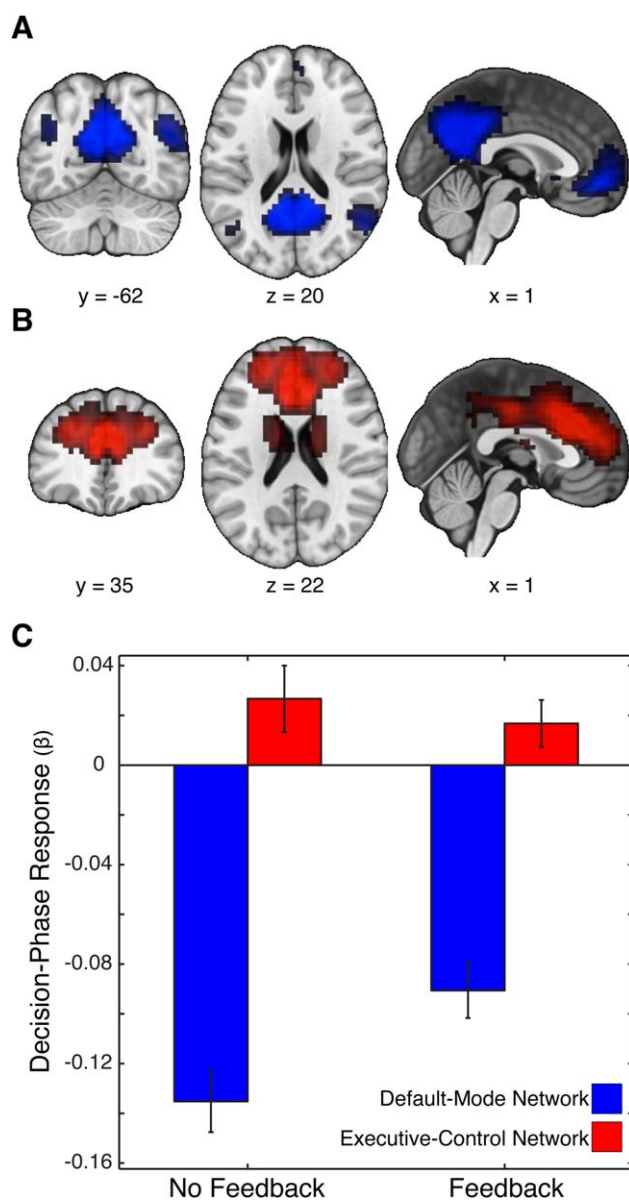 A
y = -62
z = 20
x = 1
B
y = 35
z = 22
x = 1
C
0.04
0
-0.04
-0.08
-0.12
-0.16
Decision-Phase Response (β)
Default-Mode Network
Executive-Control Network
No Feedback
Feedback